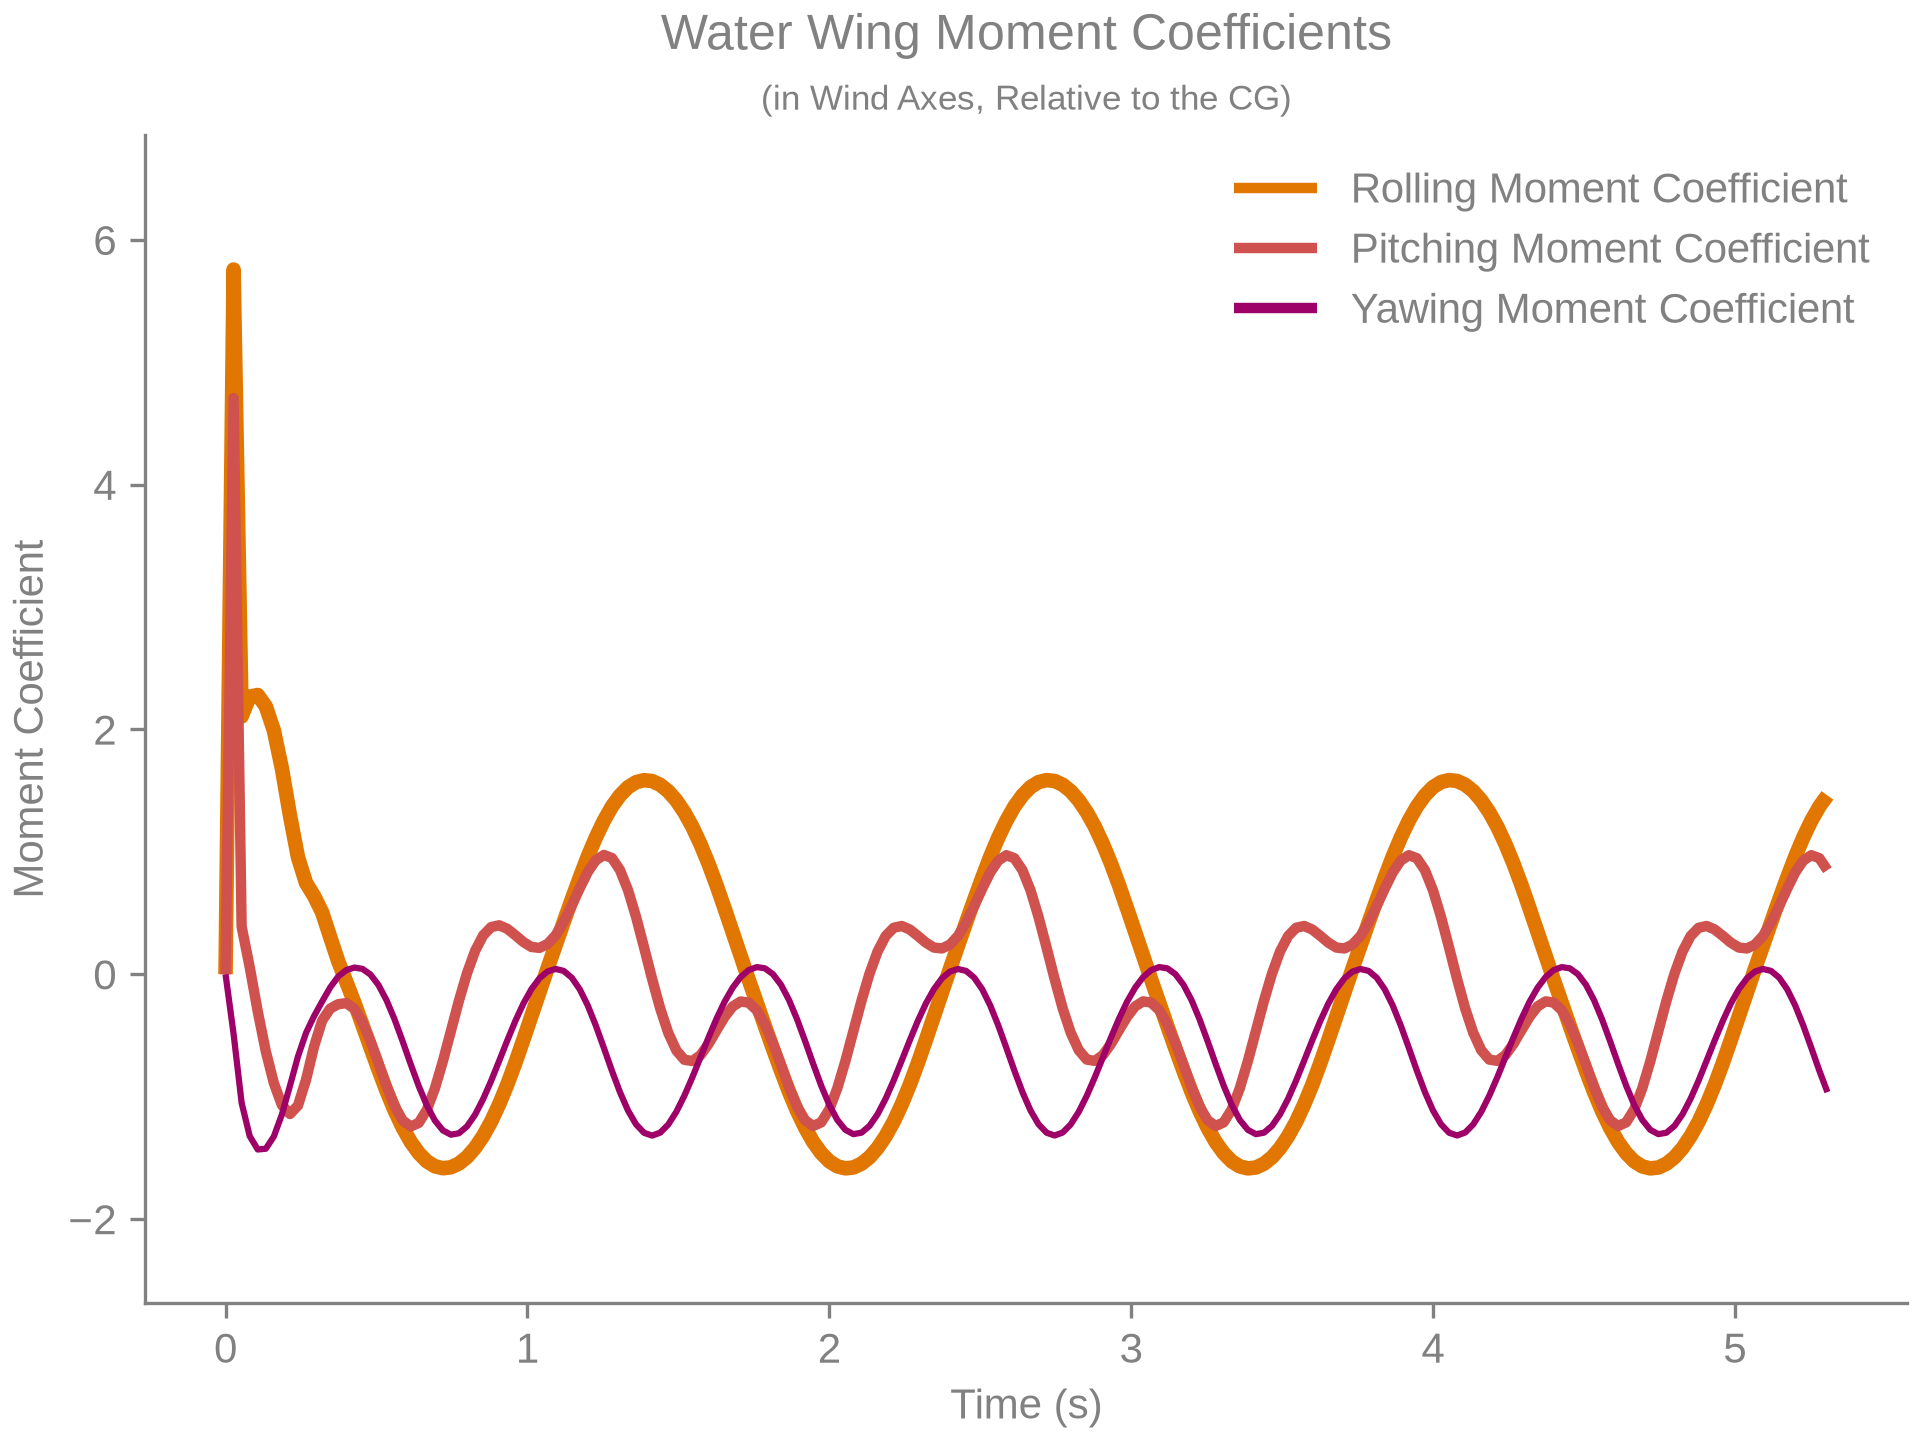 Water Wing Moment Coefficients
(in Wind Axes, Relative to the CG)
Rolling Moment Coefficient
Pitching Moment Coefficient
Yawing Moment Coefficient
Moment Coefficient
6
4
2
0
−2
0 1 2 3 4 5
Time (s)